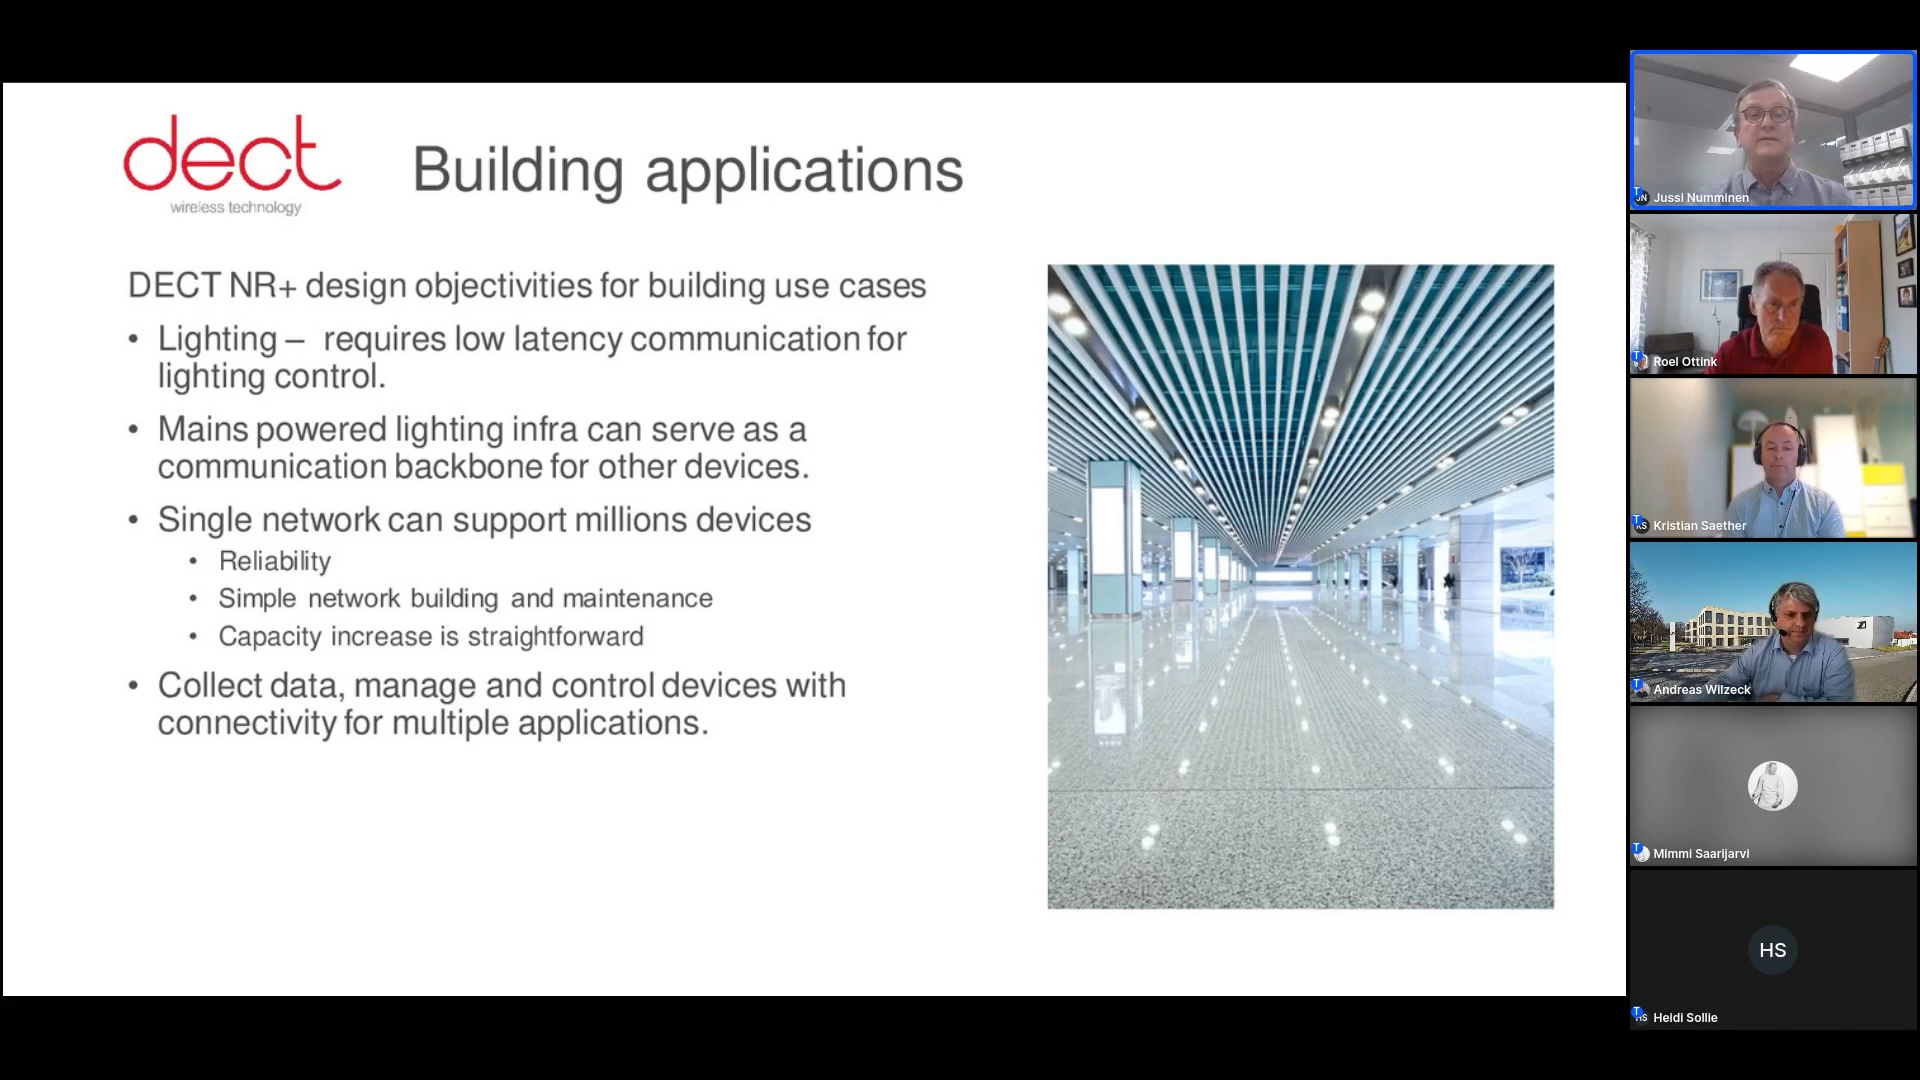 dect
wireless technology
Building applications
DECT NR+ design objectivities for building use cases
• Lighting – requires low latency communication for
lighting control.
• Mains powered lighting infra can serve as a
communication backbone for other devices.
• Single network can support millions devices
• Reliability
• Simple network building and maintenance
• Capacity increase is straightforward
• Collect data, manage and control devices with
connectivity for multiple applications.
T
JN
Jussi Numminen
T
Roel Ottink
T
KS
Kristian Saether
T
Andreas Wilzeck
T
Mimmi Saarijarvi
HS
T
HS
Heidi Sollie